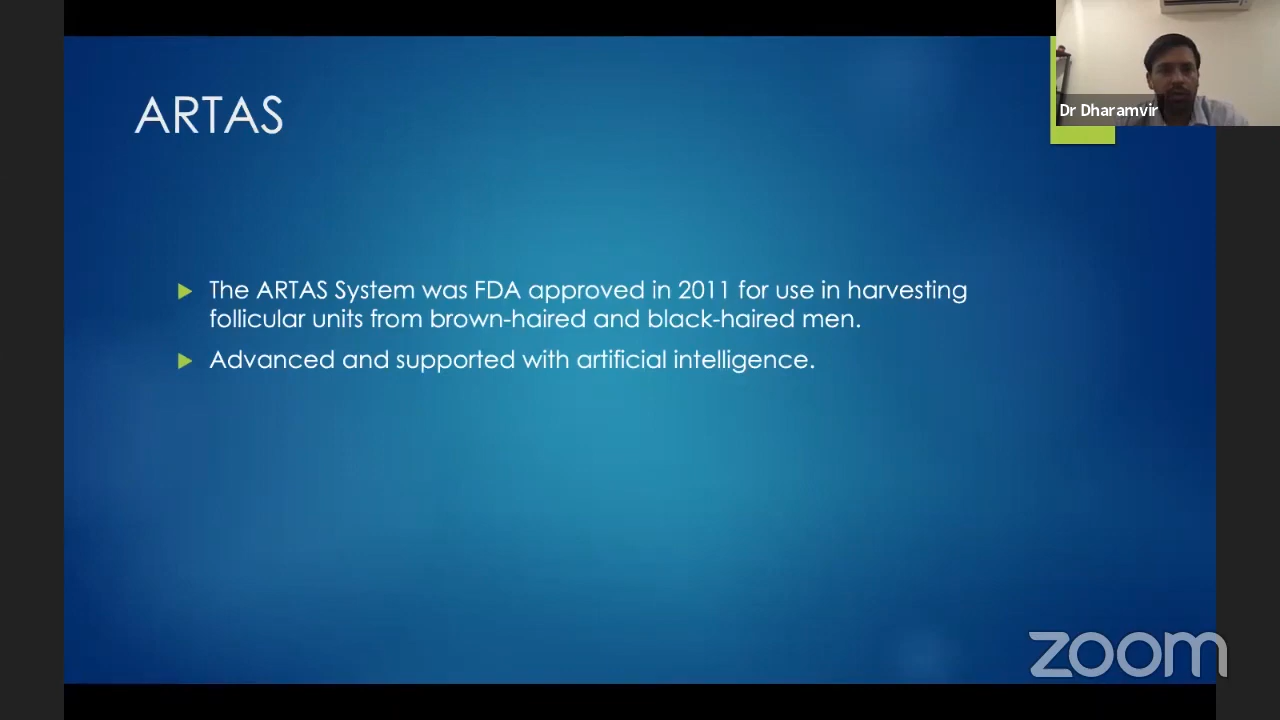 ARTAS
Dr Dharamvir
The ARTAS System was FDA approved in 2011 for use in harvesting
follicular units from brown-haired and black-haired men.
Advanced and supported with artificial intelligence.
zoom